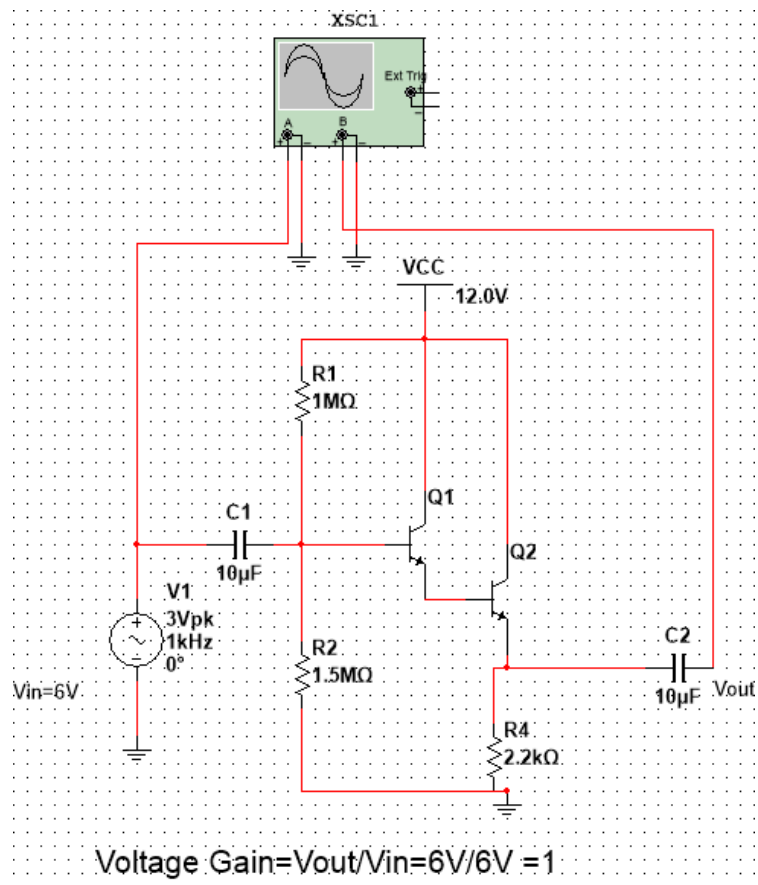 XSC1
Ext Trig
+
−
A
B
+
−
+
−
VCC
12.0V
R1
1MΩ
Q1
C1
10µF
Q2
V1
+
3Vpk
1kHz
−
0°
Vin=6V
R2
1.5MΩ
C2
10µF
Vout
R4
2.2kΩ
Voltage Gain=Vout/Vin=6V/6V =1